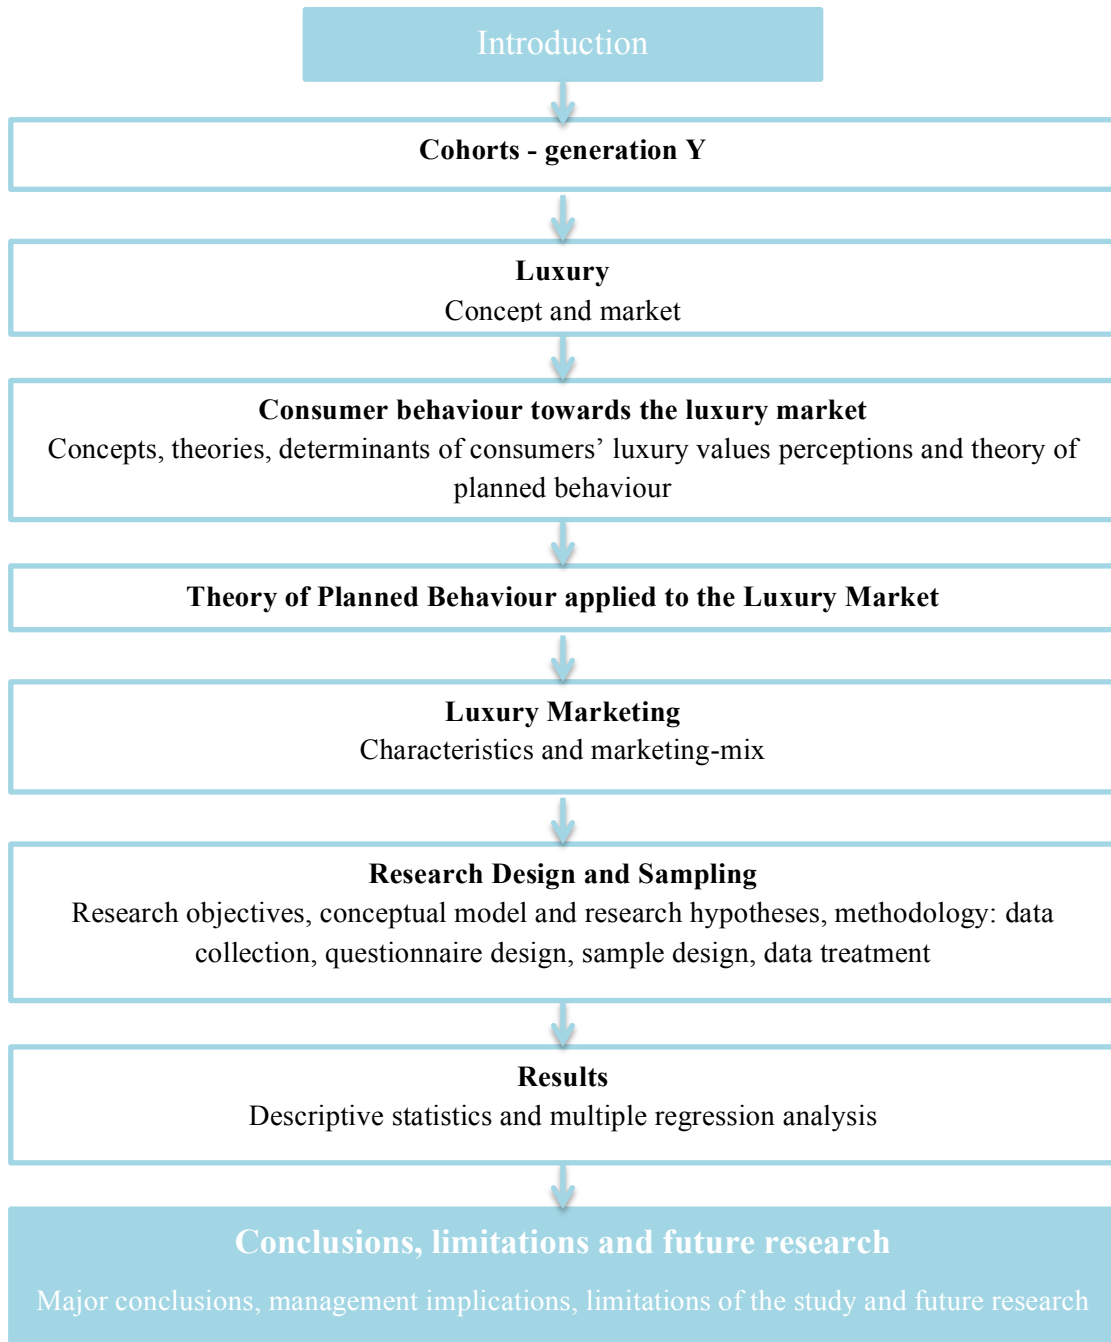 Introduction
Cohorts - generation Y
Luxury
Concept and market
Consumer behaviour towards the luxury market
Concepts, theories, determinants of consumers’ luxury values perceptions and theory of
planned behaviour
Theory of Planned Behaviour applied to the Luxury Market
Luxury Marketing
Characteristics and marketing-mix
Research Design and Sampling
Research objectives, conceptual model and research hypotheses, methodology: data
collection, questionnaire design, sample design, data treatment
Results
Descriptive statistics and multiple regression analysis
Conclusions, limitations and future research
Major conclusions, management implications, limitations of the study and future research